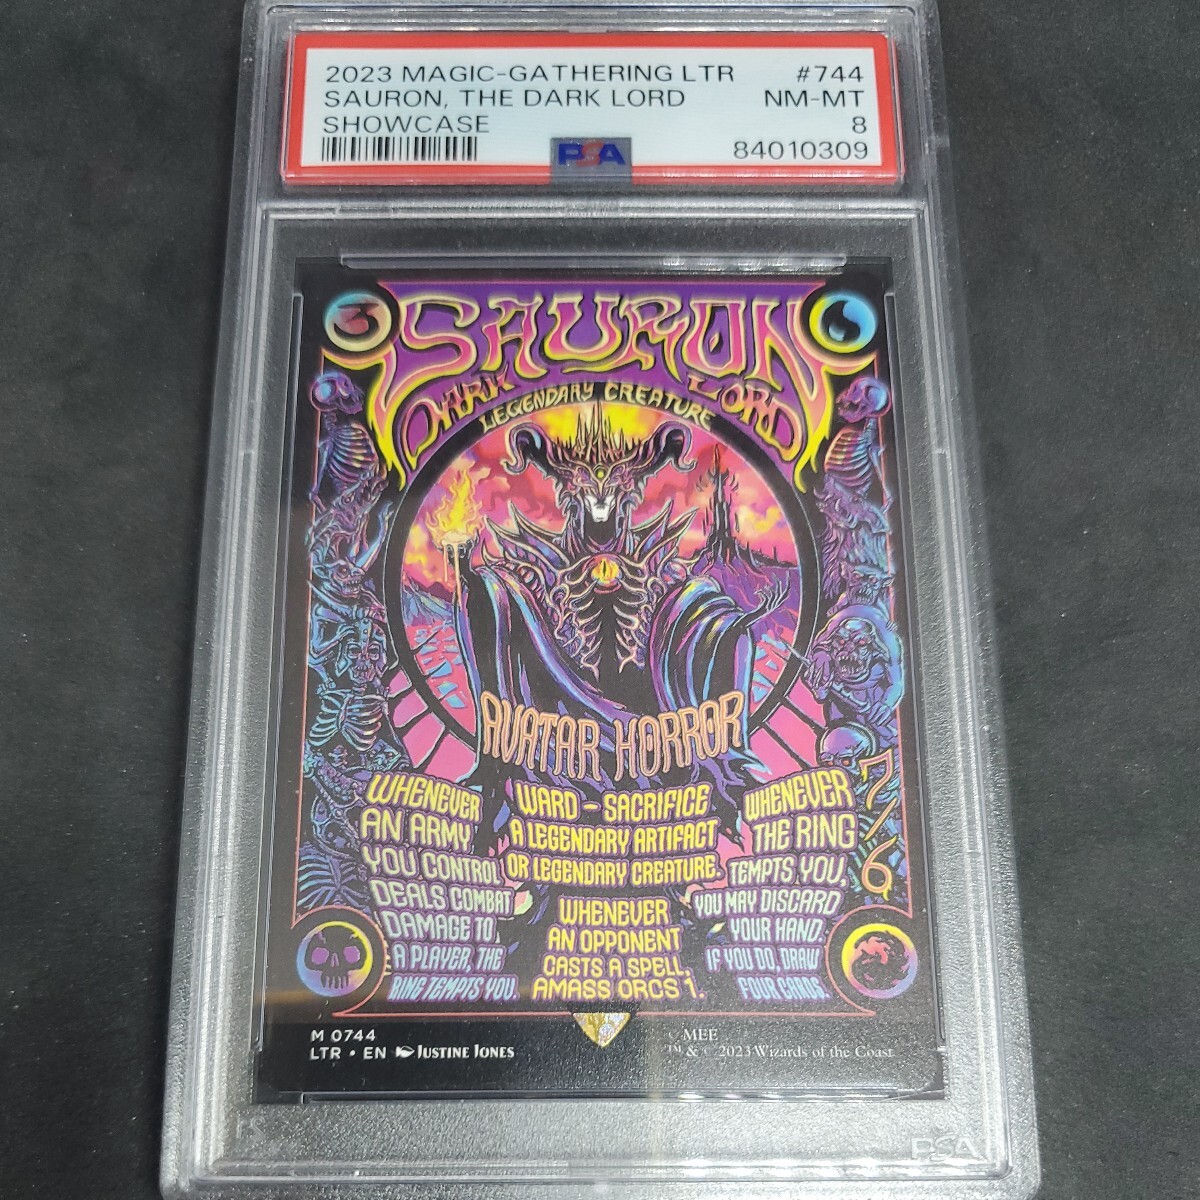 2023 MAGIC-GATHERING LTR #744
SAURON, THE DARK LORD NM-MT
SHOWCASE 8
PSA 84010309
3
SAURON
DARK LORD
LEGENDARY CREATURE
AVATAR HORROR
WHENEVER
AN ARMY
YOU CONTROL
DEALS COMBAT
DAMAGE TO
A PLAYER, THE
RING TEMPTS YOU.
WARD – SACRIFICE
A LEGENDARY ARTIFACT
OR LEGENDARY CREATURE.
WHENEVER
AN OPPONENT
CASTS A SPELL,
AMASS ORCS 1.
WHENEVER
THE RING
TEMPTS YOU,
YOU MAY DISCARD
YOUR HAND.
IF YOU DO, DRAW
FOUR CARDS.
7/6
M 0744
LTR • EN JUSTINE JONES
© MEE
™ & © 2023 Wizards of the Coast
PSA